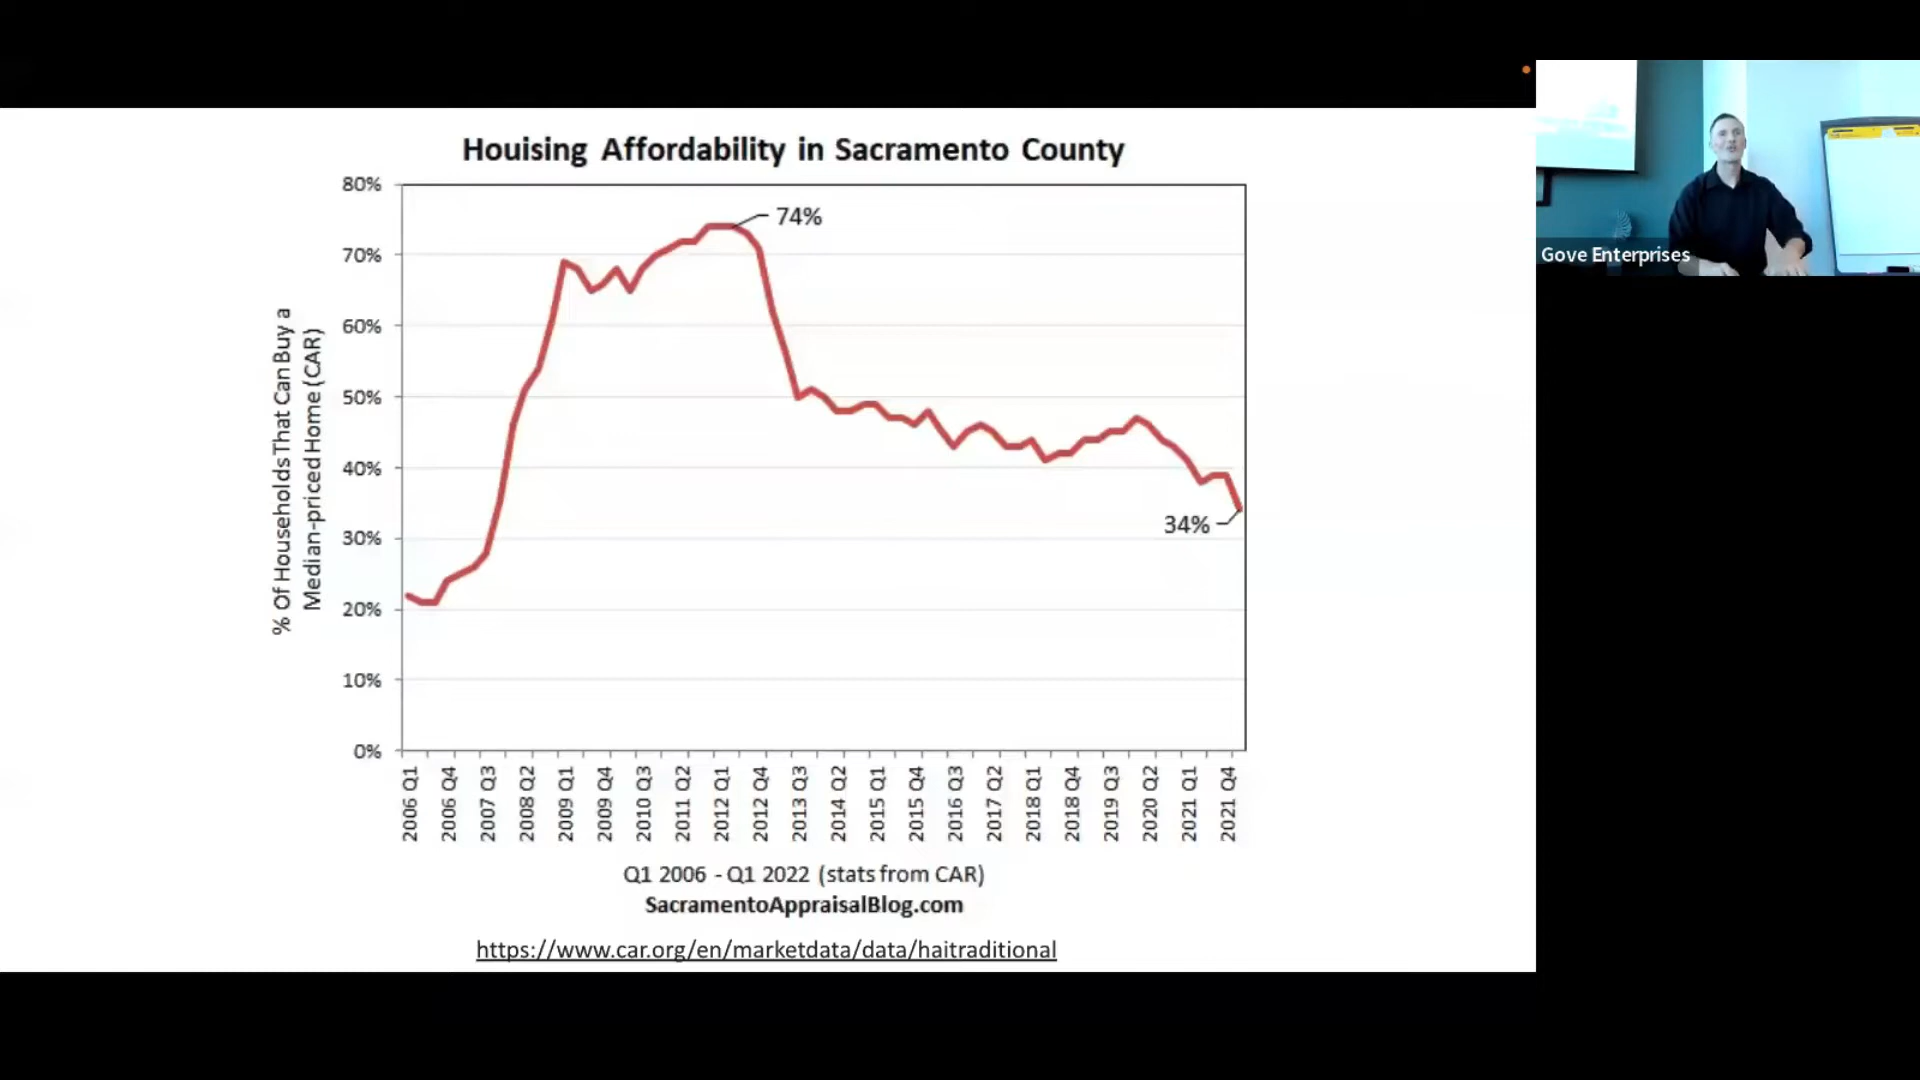 Houising Affordability in Sacramento County
80%
70%
60%
50%
40%
30%
20%
10%
0%
% Of Households That Can Buy a
Median-priced Home (CAR)
74%
34%
2006 Q1
2006 Q4
2007 Q3
2008 Q2
2009 Q1
2009 Q4
2010 Q3
2011 Q2
2012 Q1
2012 Q4
2013 Q3
2014 Q2
2015 Q1
2015 Q4
2016 Q3
2017 Q2
2018 Q1
2018 Q4
2019 Q3
2020 Q2
2021 Q1
2021 Q4
Q1 2006 - Q1 2022 (stats from CAR)
SacramentoAppraisalBlog.com
https://www.car.org/en/marketdata/data/haitraditional
Gove Enterprises